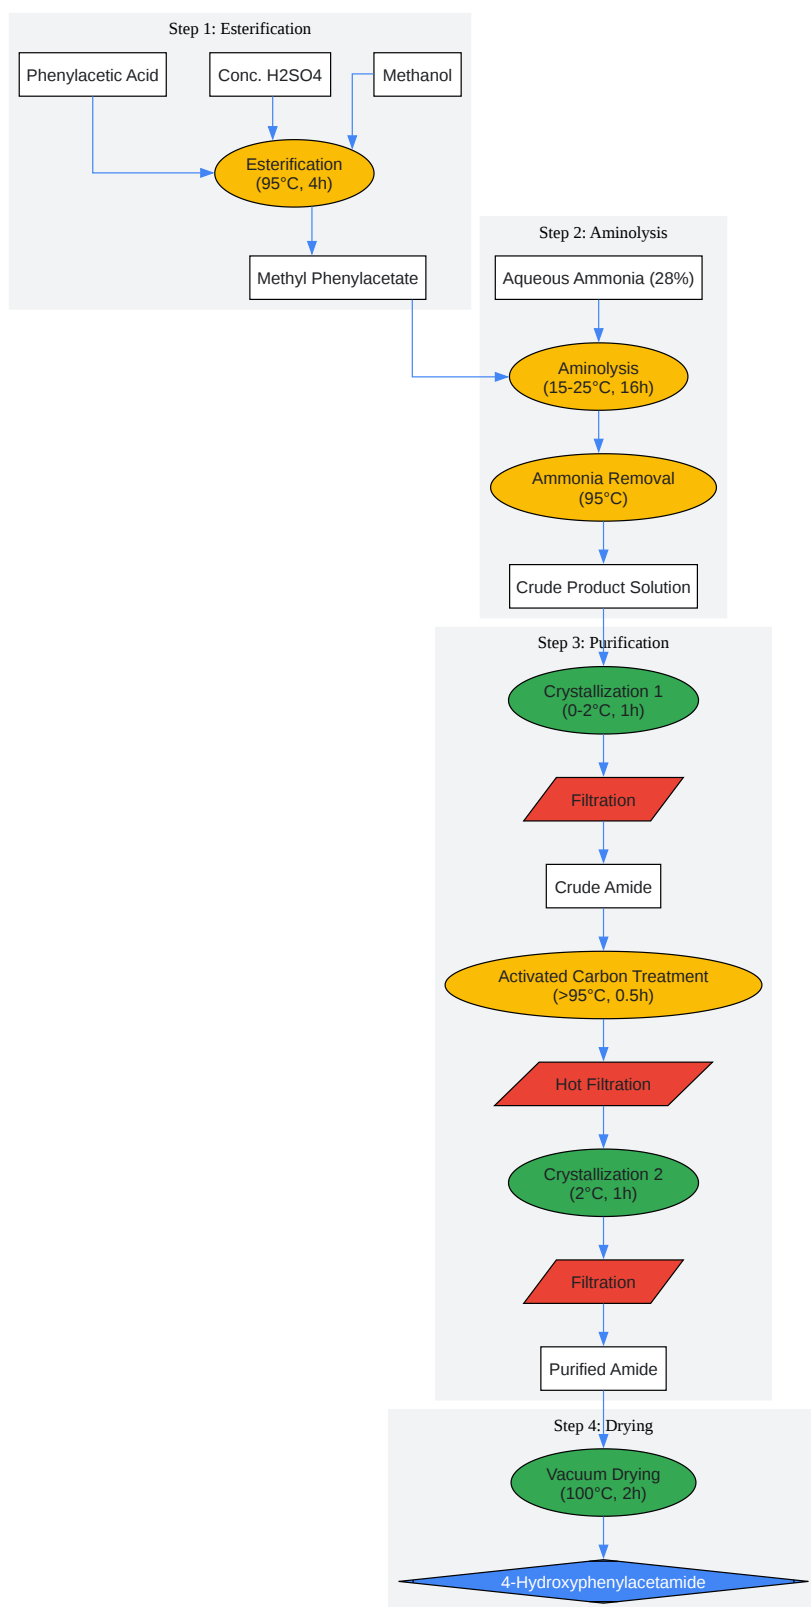 Step 1: Esterification
Phenylacetic Acid
Conc. H2SO4
Methanol
Esterification
(95°C, 4h)
Methyl Phenylacetate
Step 2: Aminolysis
Aqueous Ammonia (28%)
Aminolysis
(15-25°C, 16h)
Ammonia Removal
(95°C)
Crude Product Solution
Step 3: Purification
Crystallization 1
(0-2°C, 1h)
Filtration
Crude Amide
Activated Carbon Treatment
(>95°C, 0.5h)
Hot Filtration
Crystallization 2
(2°C, 1h)
Filtration
Purified Amide
Step 4: Drying
Vacuum Drying
(100°C, 2h)
4-Hydroxyphenylacetamide